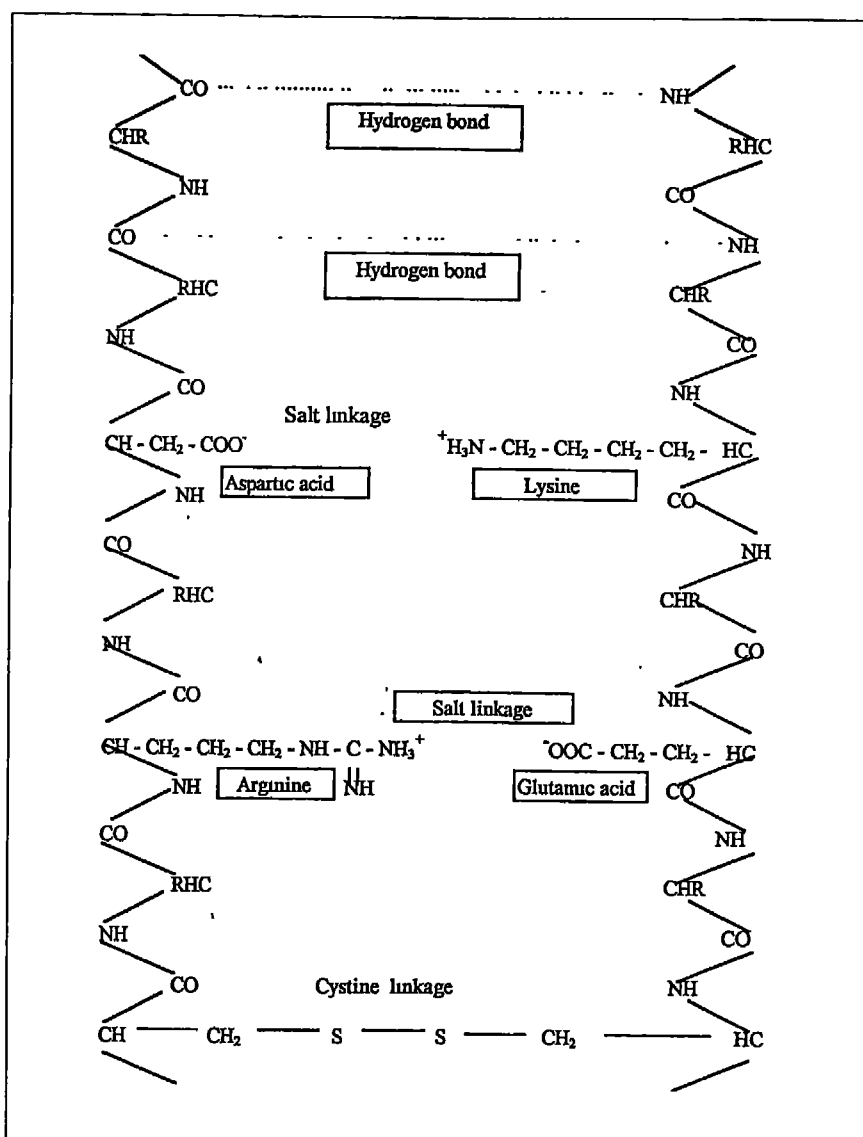 CO NH
Hydrogen bond
CHR RHC
NH CO
CO NH
Hydrogen bond
RHC CHR
NH CO
CO NH
Salt linkage
CH - CH₂ - COO⁻ ⁺H₃N - CH₂ - CH₂ - CH₂ - CH₂ - HC
NH Aspartic acid Lysine CO
CO NH
RHC CHR
NH CO
CO NH
Salt linkage
CH - CH₂ - CH₂ - CH₂ - NH - C - NH₃⁺ ⁻OOC - CH₂ - CH₂ - HC
NH Arginine NH Glutamic acid CO
CO NH
RHC CHR
NH CO
CO NH
Cystine linkage
CH CH₂ S S CH₂ HC